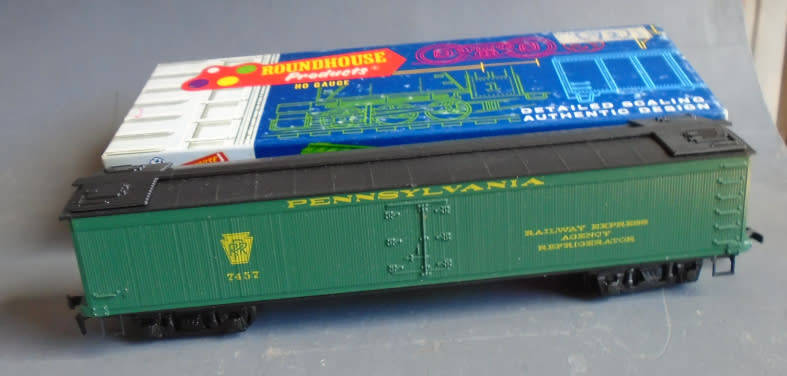 ROUNDHOUSE
Products
HO GAUGE
DETAILED SCALING
AUTHENTIC DESIGN
PENNSYLVANIA
PRR
7457
RAILWAY EXPRESS
AGENCY
REFRIGERATOR